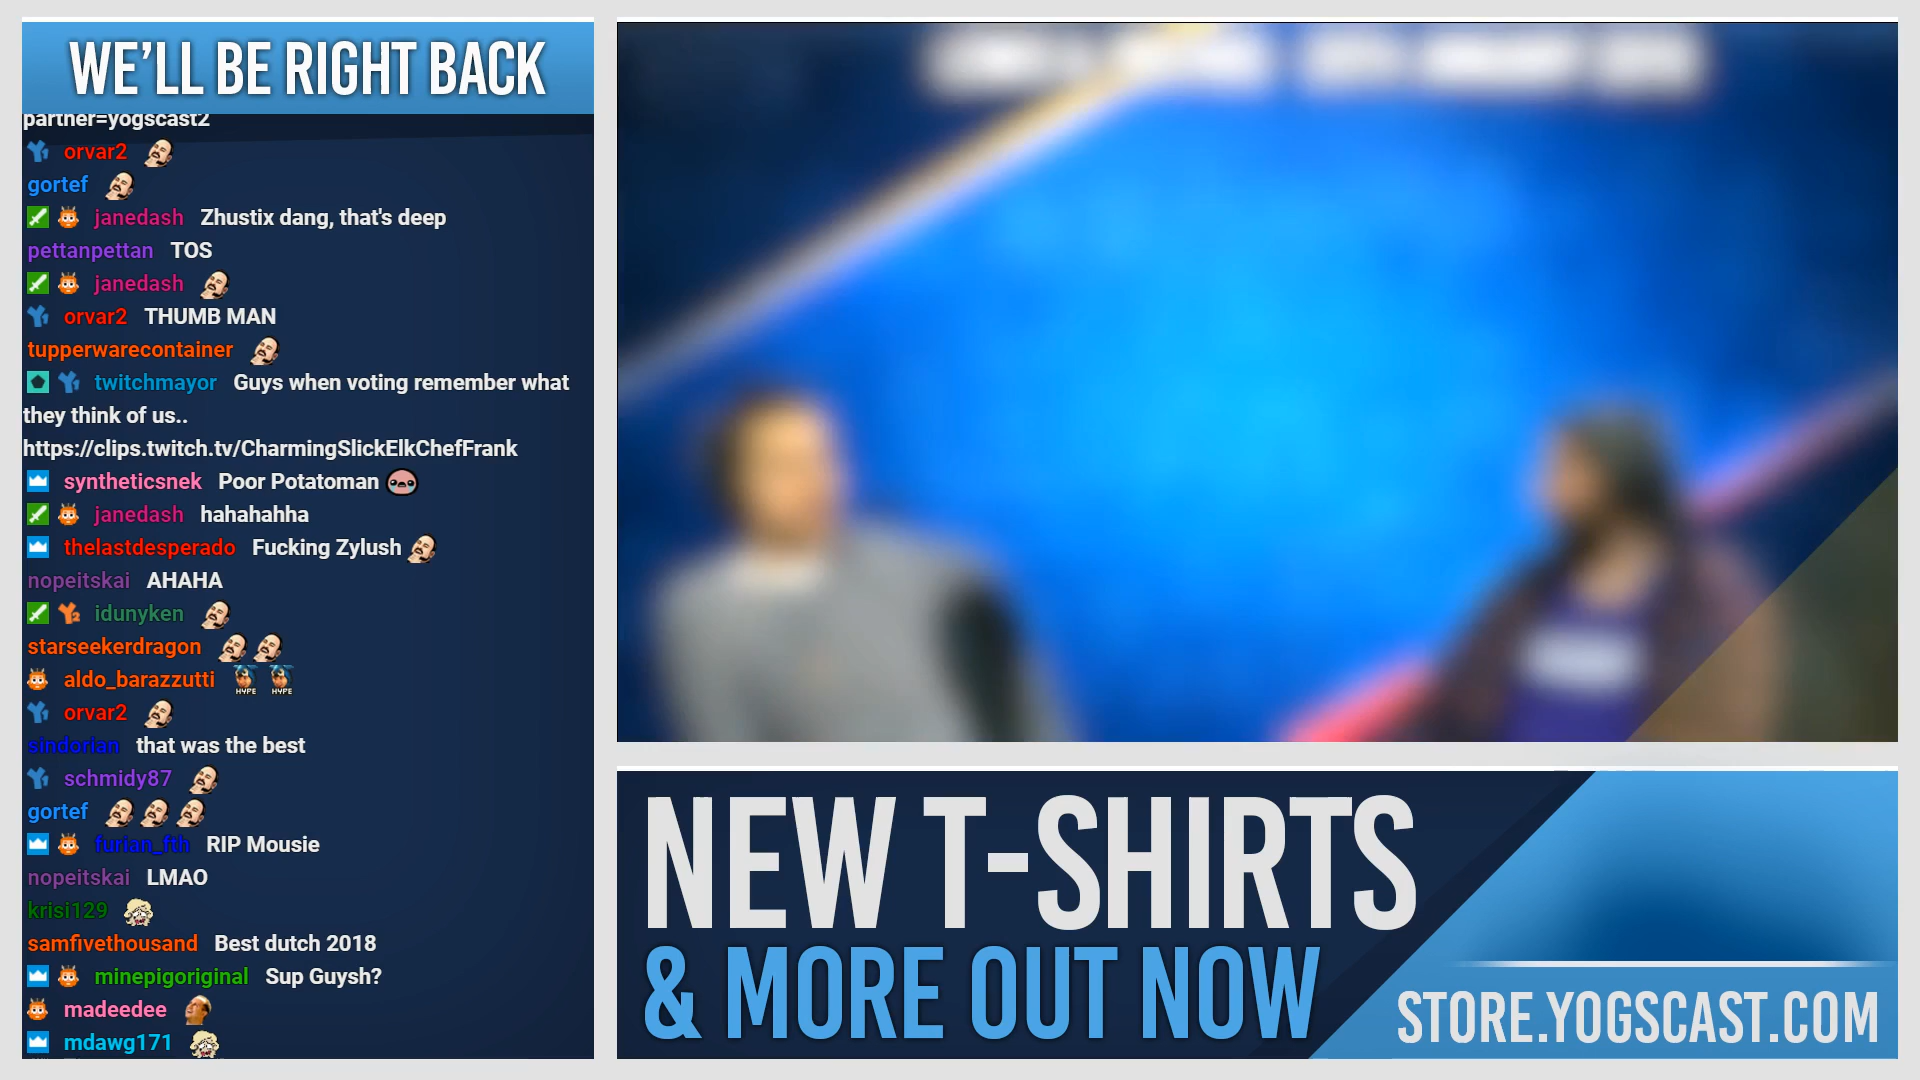 WE'LL BE RIGHT BACK
partner=yogscast2
orvar2
gortef
janedash Zhustix dang, that's deep
pettanpettan TOS
janedash
orvar2 THUMB MAN
tupperwarecontainer
twitchmayor Guys when voting remember what
they think of us..
https://clips.twitch.tv/CharmingSlickElkChefFrank
syntheticsnek Poor Potatoman
janedash hahahahha
thelastdesperado Fucking Zylush
nopeitskai AHAHA
idunyken
starseekerdragon
aldo_barazzutti HYPE HYPE
orvar2
sindorian that was the best
schmidy87
gortef
furian_fth RIP Mousie
nopeitskai LMAO
krisi129
samfivethousand Best dutch 2018
minepigoriginal Sup Guysh?
madeedee
mdawg171
NEW T-SHIRTS
& MORE OUT NOW
STORE.YOGSCAST.COM